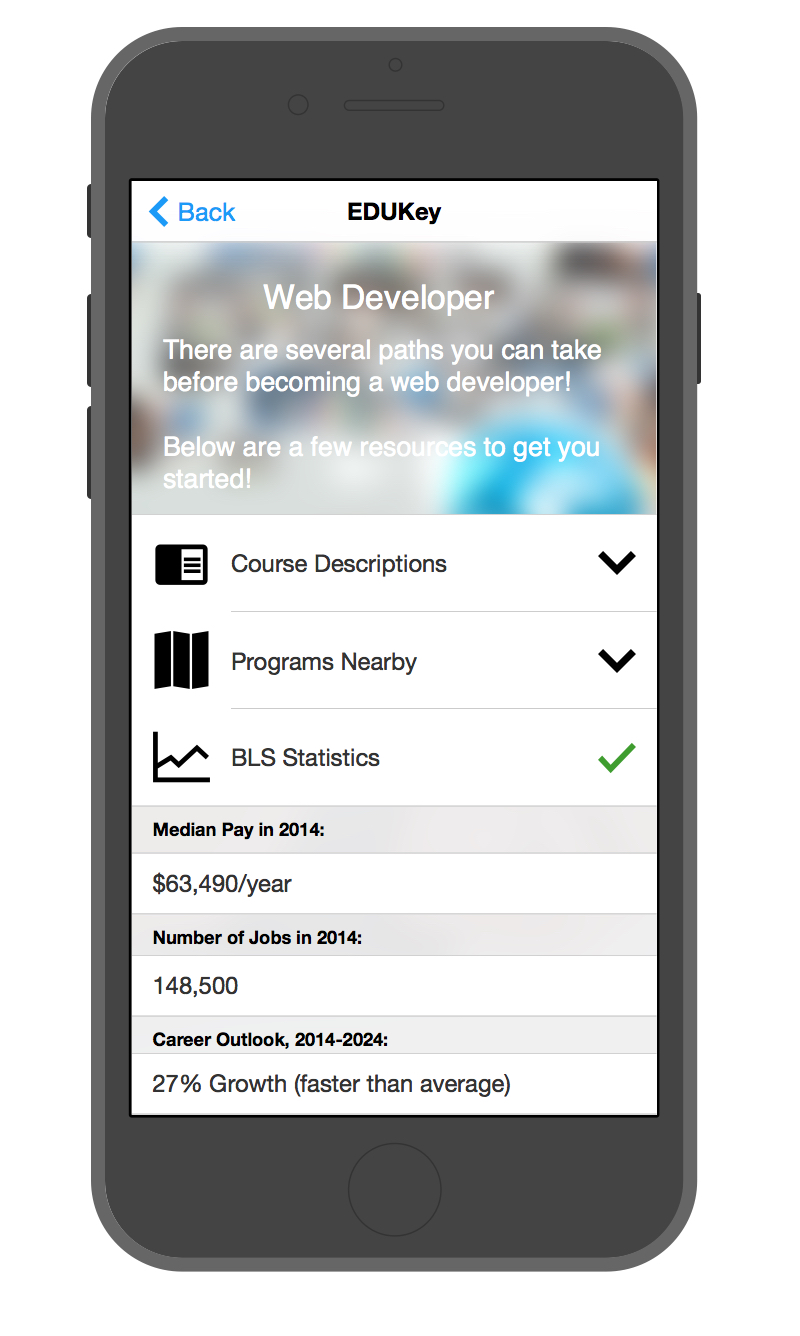 Back
EDUKey
Web Developer
There are several paths you can take
before becoming a web developer!
Below are a few resources to get you
started!
Course Descriptions
Programs Nearby
BLS Statistics
Median Pay in 2014:
$63,490/year
Number of Jobs in 2014:
148,500
Career Outlook, 2014-2024:
27% Growth (faster than average)